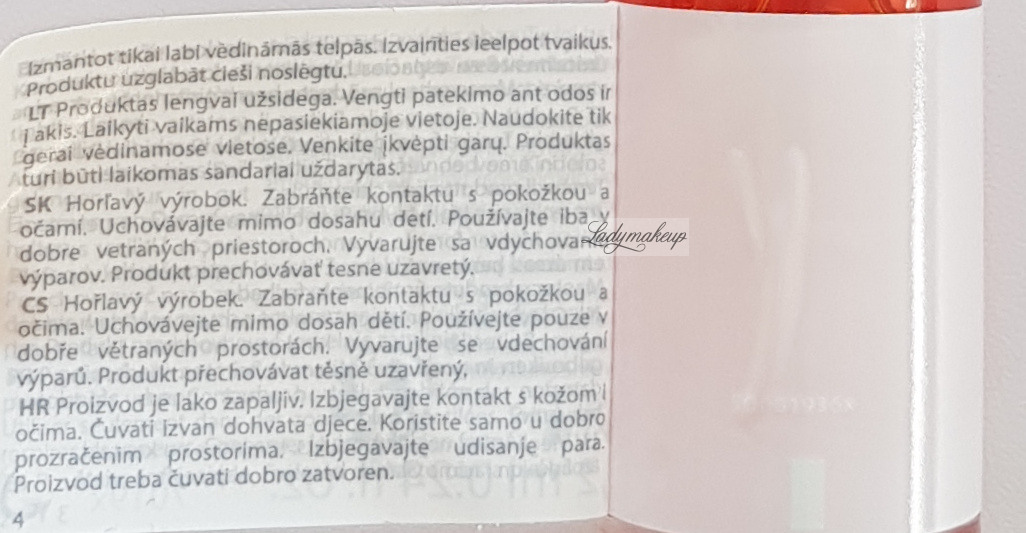 Izmantot tikai labi vēdināmās telpās. Izvairīties ieelpot tvaikus.
Produktu uzglabāt cieši noslēgtu.
LT Produktas lengvai užsidega. Vengti patekimo ant odos ir
į akis. Laikyti vaikams nepasiekiamoje vietoje. Naudokite tik
gerai vėdinamose vietose. Venkite įkvėpti garų. Produktas
turi būti laikomas sandariai uždarytas.
SK Horľavý výrobok. Zabráňte kontaktu s pokožkou a
očami. Uchovávajte mimo dosahu detí. Používajte iba v
dobre vetraných priestoroch. Vyvarujte sa
Ladymakeup
výparov. Produkt prechovávať tesne uzavretý.
CS Hořlavý výrobek. Zabraňte kontaktu s pokožkou a
očima. Uchovávejte mimo dosah dětí. Používejte pouze v
dobře větraných prostorách. Vyvarujte se vdechování
výparů. Produkt přechovávat těsně uzavřený.
HR Proizvod je lako zapaljiv. Izbjegavajte kontakt s kožom i
očima. Čuvati izvan dohvata djece. Koristite samo u dobro
prozračenim prostorima. Izbjegavajte udisanje para.
Proizvod treba čuvati dobro zatvoren.
4